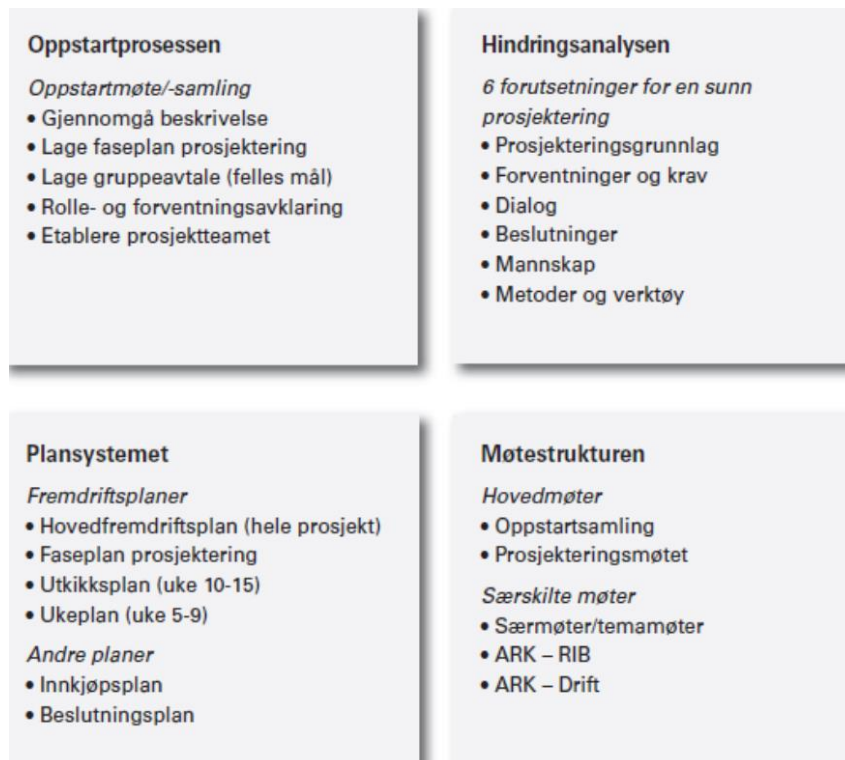 Oppstartprosessen
Oppstartmøte/-samling
• Gjennomgå beskrivelse
• Lage faseplan prosjektering
• Lage gruppeavtale (felles mål)
• Rolle- og forventningsavklaring
• Etablere prosjektteamet
Hindringsanalysen
6 forutsetninger for en sunn
prosjektering
• Prosjekteringsgrunnlag
• Forventninger og krav
• Dialog
• Beslutninger
• Mannskap
• Metoder og verktøy
Plansystemet
Fremdriftsplaner
• Hovedfremdriftsplan (hele prosjekt)
• Faseplan prosjektering
• Utkikksplan (uke 10-15)
• Ukeplan (uke 5-9)
Andre planer
• Innkjøpsplan
• Beslutningsplan
Møtestrukturen
Hovedmøter
• Oppstartsamling
• Prosjekteringsmøtet
Særskilte møter
• Særmøter/temamøter
• ARK – RIB
• ARK – Drift